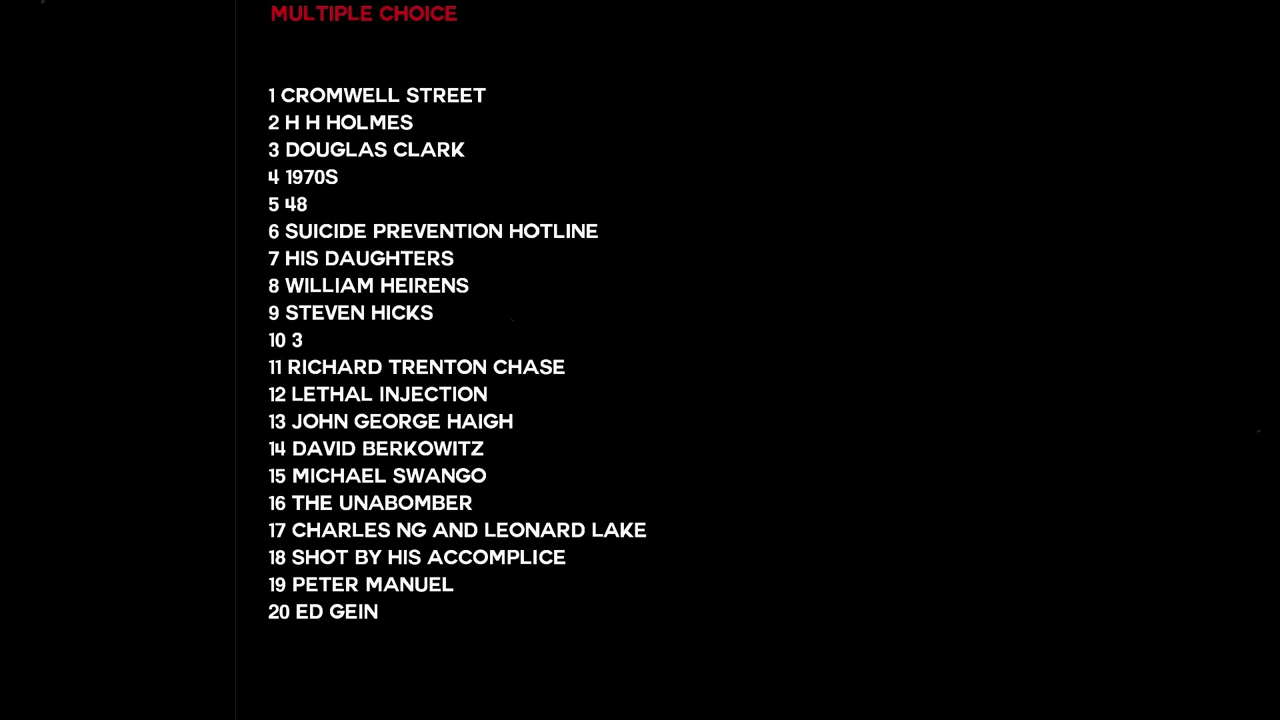 MULTIPLE CHOICE
1 CROMWELL STREET
2 H H HOLMES
3 DOUGLAS CLARK
4 1970S
5 48
6 SUICIDE PREVENTION HOTLINE
7 HIS DAUGHTERS
8 WILLIAM HEIRENS
9 STEVEN HICKS
10 3
11 RICHARD TRENTON CHASE
12 LETHAL INJECTION
13 JOHN GEORGE HAIGH
14 DAVID BERKOWITZ
15 MICHAEL SWANGO
16 THE UNABOMBER
17 CHARLES NG AND LEONARD LAKE
18 SHOT BY HIS ACCOMPLICE
19 PETER MANUEL
20 ED GEIN